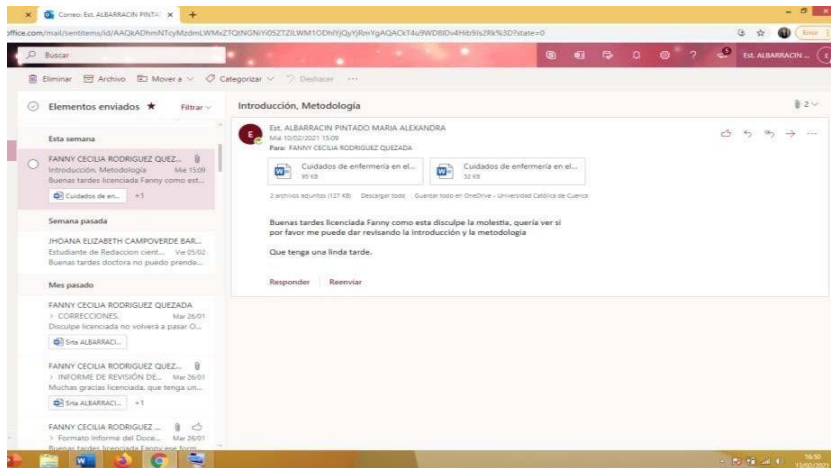 Correo: Est. ALBARRACIN PINTA
Buscar
Est. ALBARRACIN ...
Eliminar Archivo Mover a Categorizar Deshacer ...
Elementos enviados ★ Filtrar
Esta semana
FANNY CECILIA RODRIGUEZ QUEZ...
Introducción, Metodología Mié 15:09
Buenas tardes licenciada Fanny como est...
Cuidados de en... +1
Semana pasada
JHOANA ELIZABETH CAMPOVERDE BAR...
Estudiante de Redaccion cient... Vie 05/02
Buenas tardes doctora no puedo prende...
Mes pasado
FANNY CECILIA RODRIGUEZ QUEZADA
> CORRECCIONES. Mar 26/01
Disculpe licenciada no volverá a pasar O...
Srta ALBARRACI...
FANNY CECILIA RODRIGUEZ QUEZ...
> INFORME DE REVISIÓN DE... Mar 26/01
Muchas gracias licenciada, que tenga un...
Srta ALBARRACI... +1
FANNY CECILIA RODRIGUEZ ...
> Formato Informe del Doce... Mar 26/01
Buenas tardes licenciada Fanny ese form...
Introducción, Metodología
2
E
Est. ALBARRACIN PINTADO MARIA ALEXANDRA
Mié 10/02/2021 15:09
Para: FANNY CECILIA RODRIGUEZ QUEZADA
Cuidados de enfermería en el...
95 KB
Cuidados de enfermería en el...
32 KB
2 archivos adjuntos (127 KB) Descargar todo Guardar todo en OneDrive - Universidad Católica de Cuenca
Buenas tardes licenciada Fanny como esta disculpe la molestia, quería ver si
por favor me puede dar revisando la introducción y la metodologia
Que tenga una linda tarde.
Responder Reenviar
16:50